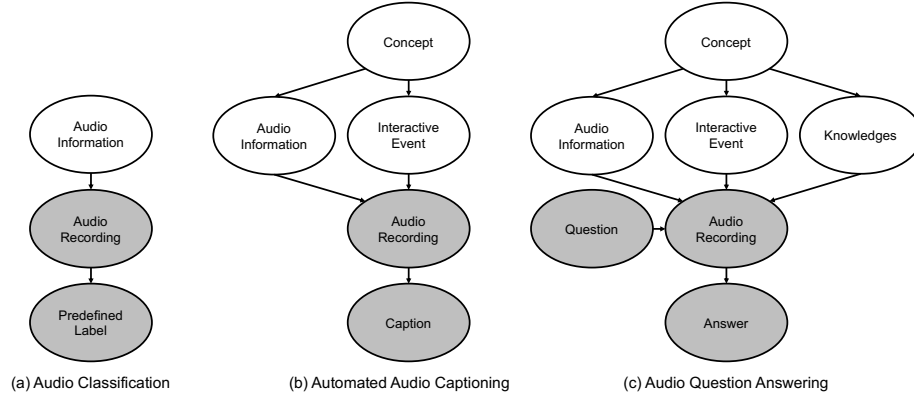 Concept
Audio
Information
Interactive
Event
Audio
Recording
Caption
(b) Automated Audio Captioning
Audio
Information
Audio
Recording
Predefined
Label
(a) Audio Classification
Concept
Audio
Information
Interactive
Event
Knowledges
Question
Audio
Recording
Answer
(c) Audio Question Answering